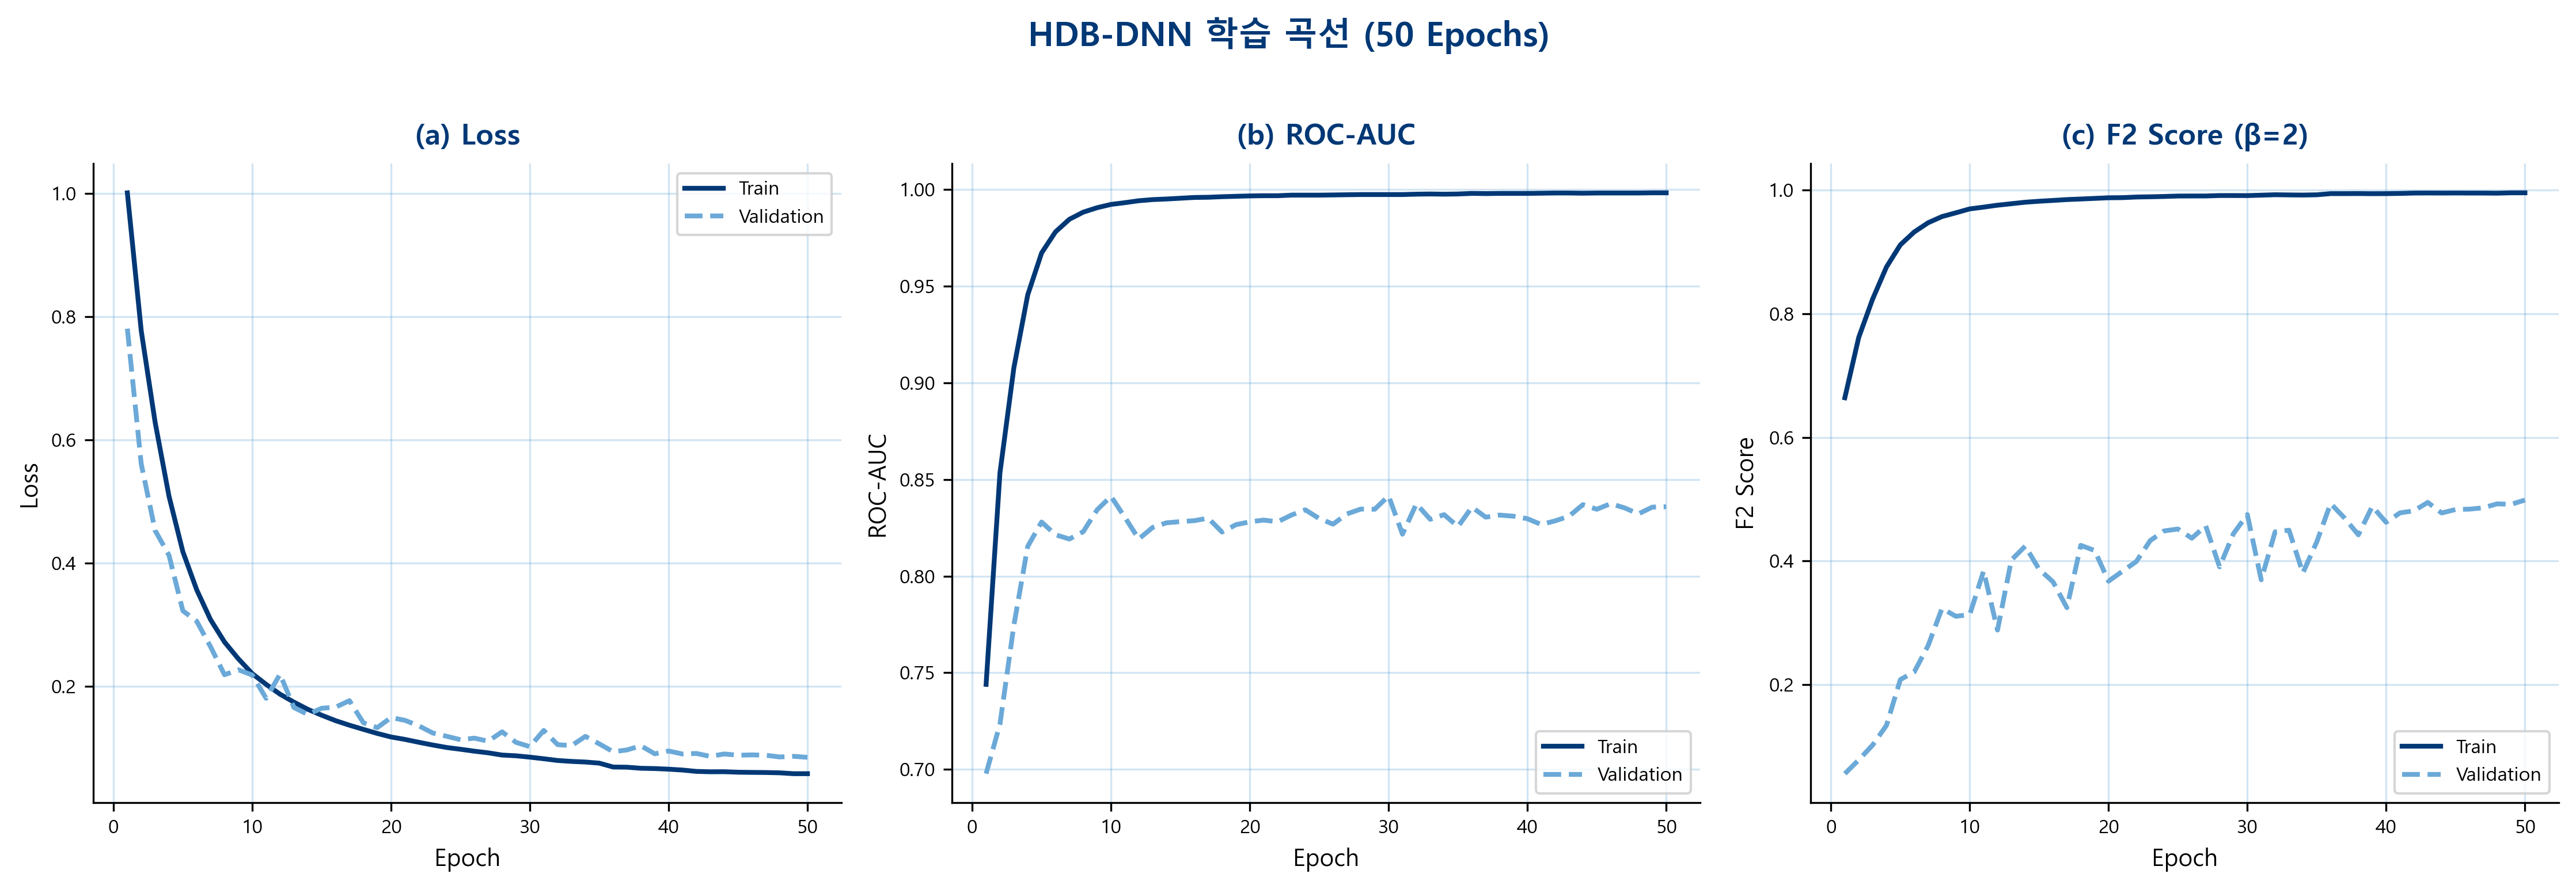 HDB-DNN 학습 곡선 (50 Epochs)
(a) Loss
1.0
0.8
0.6
0.4
0.2
Loss
0 10 20 30 40 50
Epoch
Train
Validation
(b) ROC-AUC
1.00
0.95
0.90
0.85
0.80
0.75
0.70
ROC-AUC
0 10 20 30 40 50
Epoch
Train
Validation
(c) F2 Score (β=2)
1.0
0.8
0.6
0.4
0.2
F2 Score
0 10 20 30 40 50
Epoch
Train
Validation